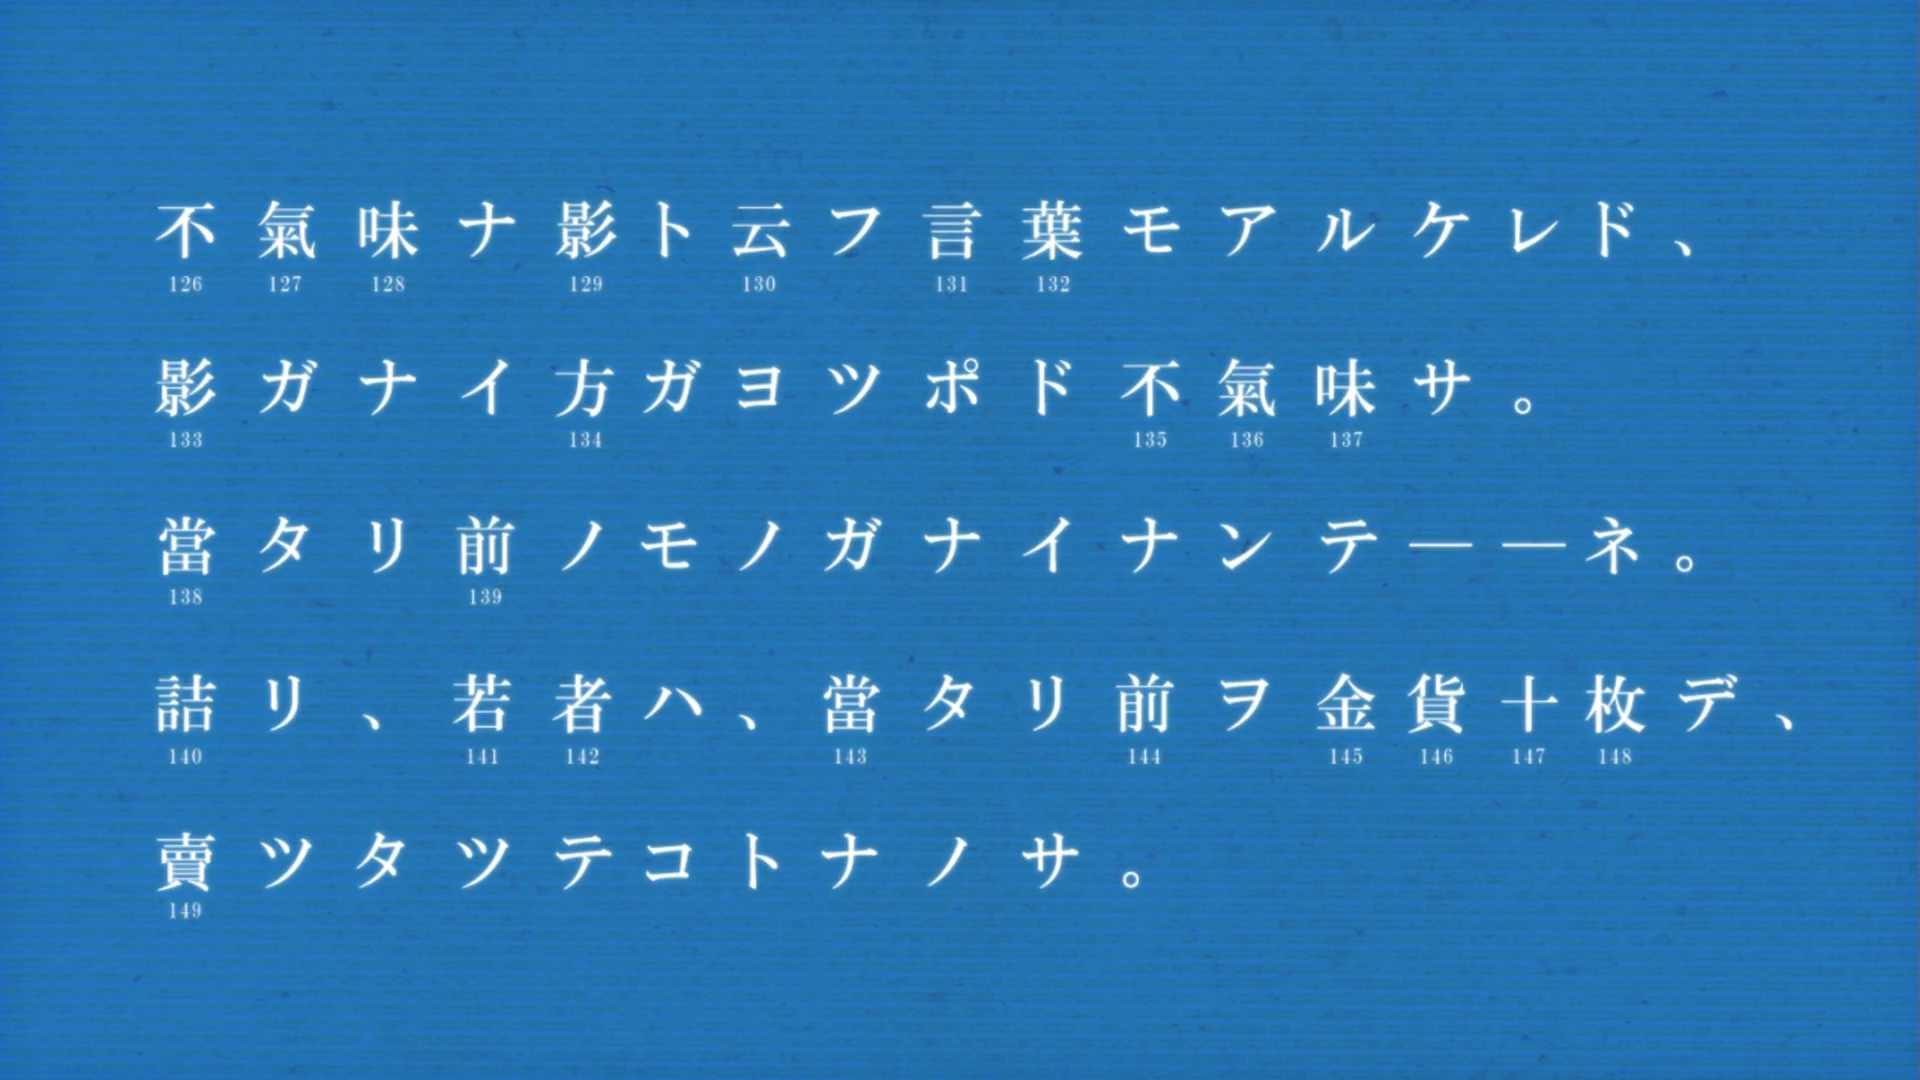 不氣味ナ影ト云フ言葉モアルケレド、
126 127 128 129 130 131 132
影ガナイ方ガヨツポド不氣味サ。
133 134 135 136 137
當タリ前ノモノガナイナンテ――ネ。
138 139
詰リ、若者ハ、當タリ前ヲ金貨十枚デ、
140 141 142 143 144 145 146 147 148
賣ツタツテコトナノサ。
149